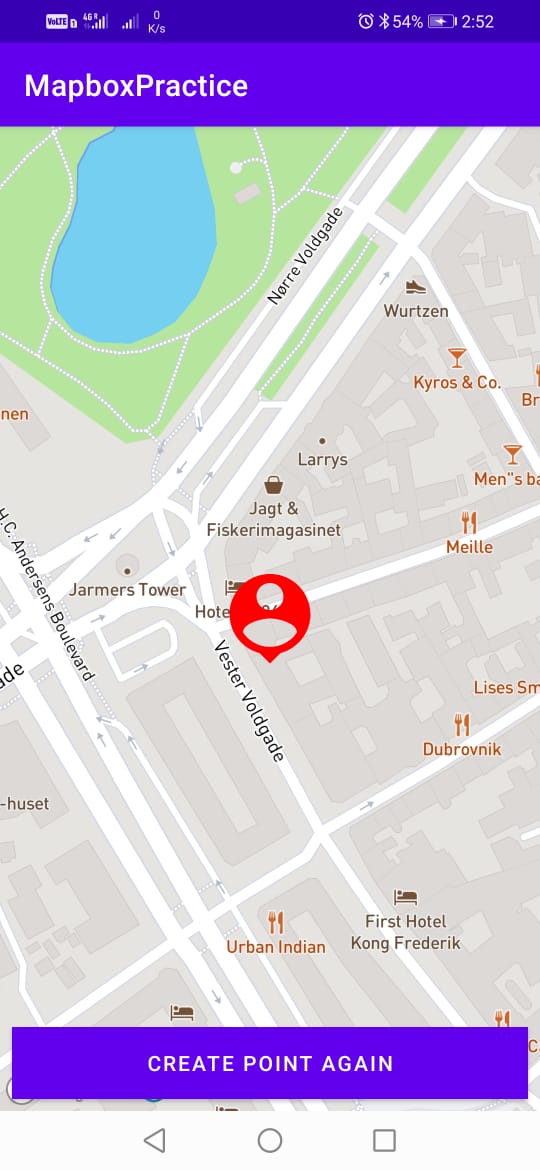 VoLTE
4G R
0
K/s
54%
2:52
MapboxPractice
Nørre Voldgade
Wurtzen
Kyros & Co.
Br
nen
Larrys
Men"s ba
Jagt &
Fiskerimagasinet
Meille
H.C. Andersens Boulevard
Jarmers Tower
Hote
Vester Voldgade
ade
Lises Sm
Dubrovnik
-huset
First Hotel
Kong Frederik
Urban Indian
C
CREATE POINT AGAIN